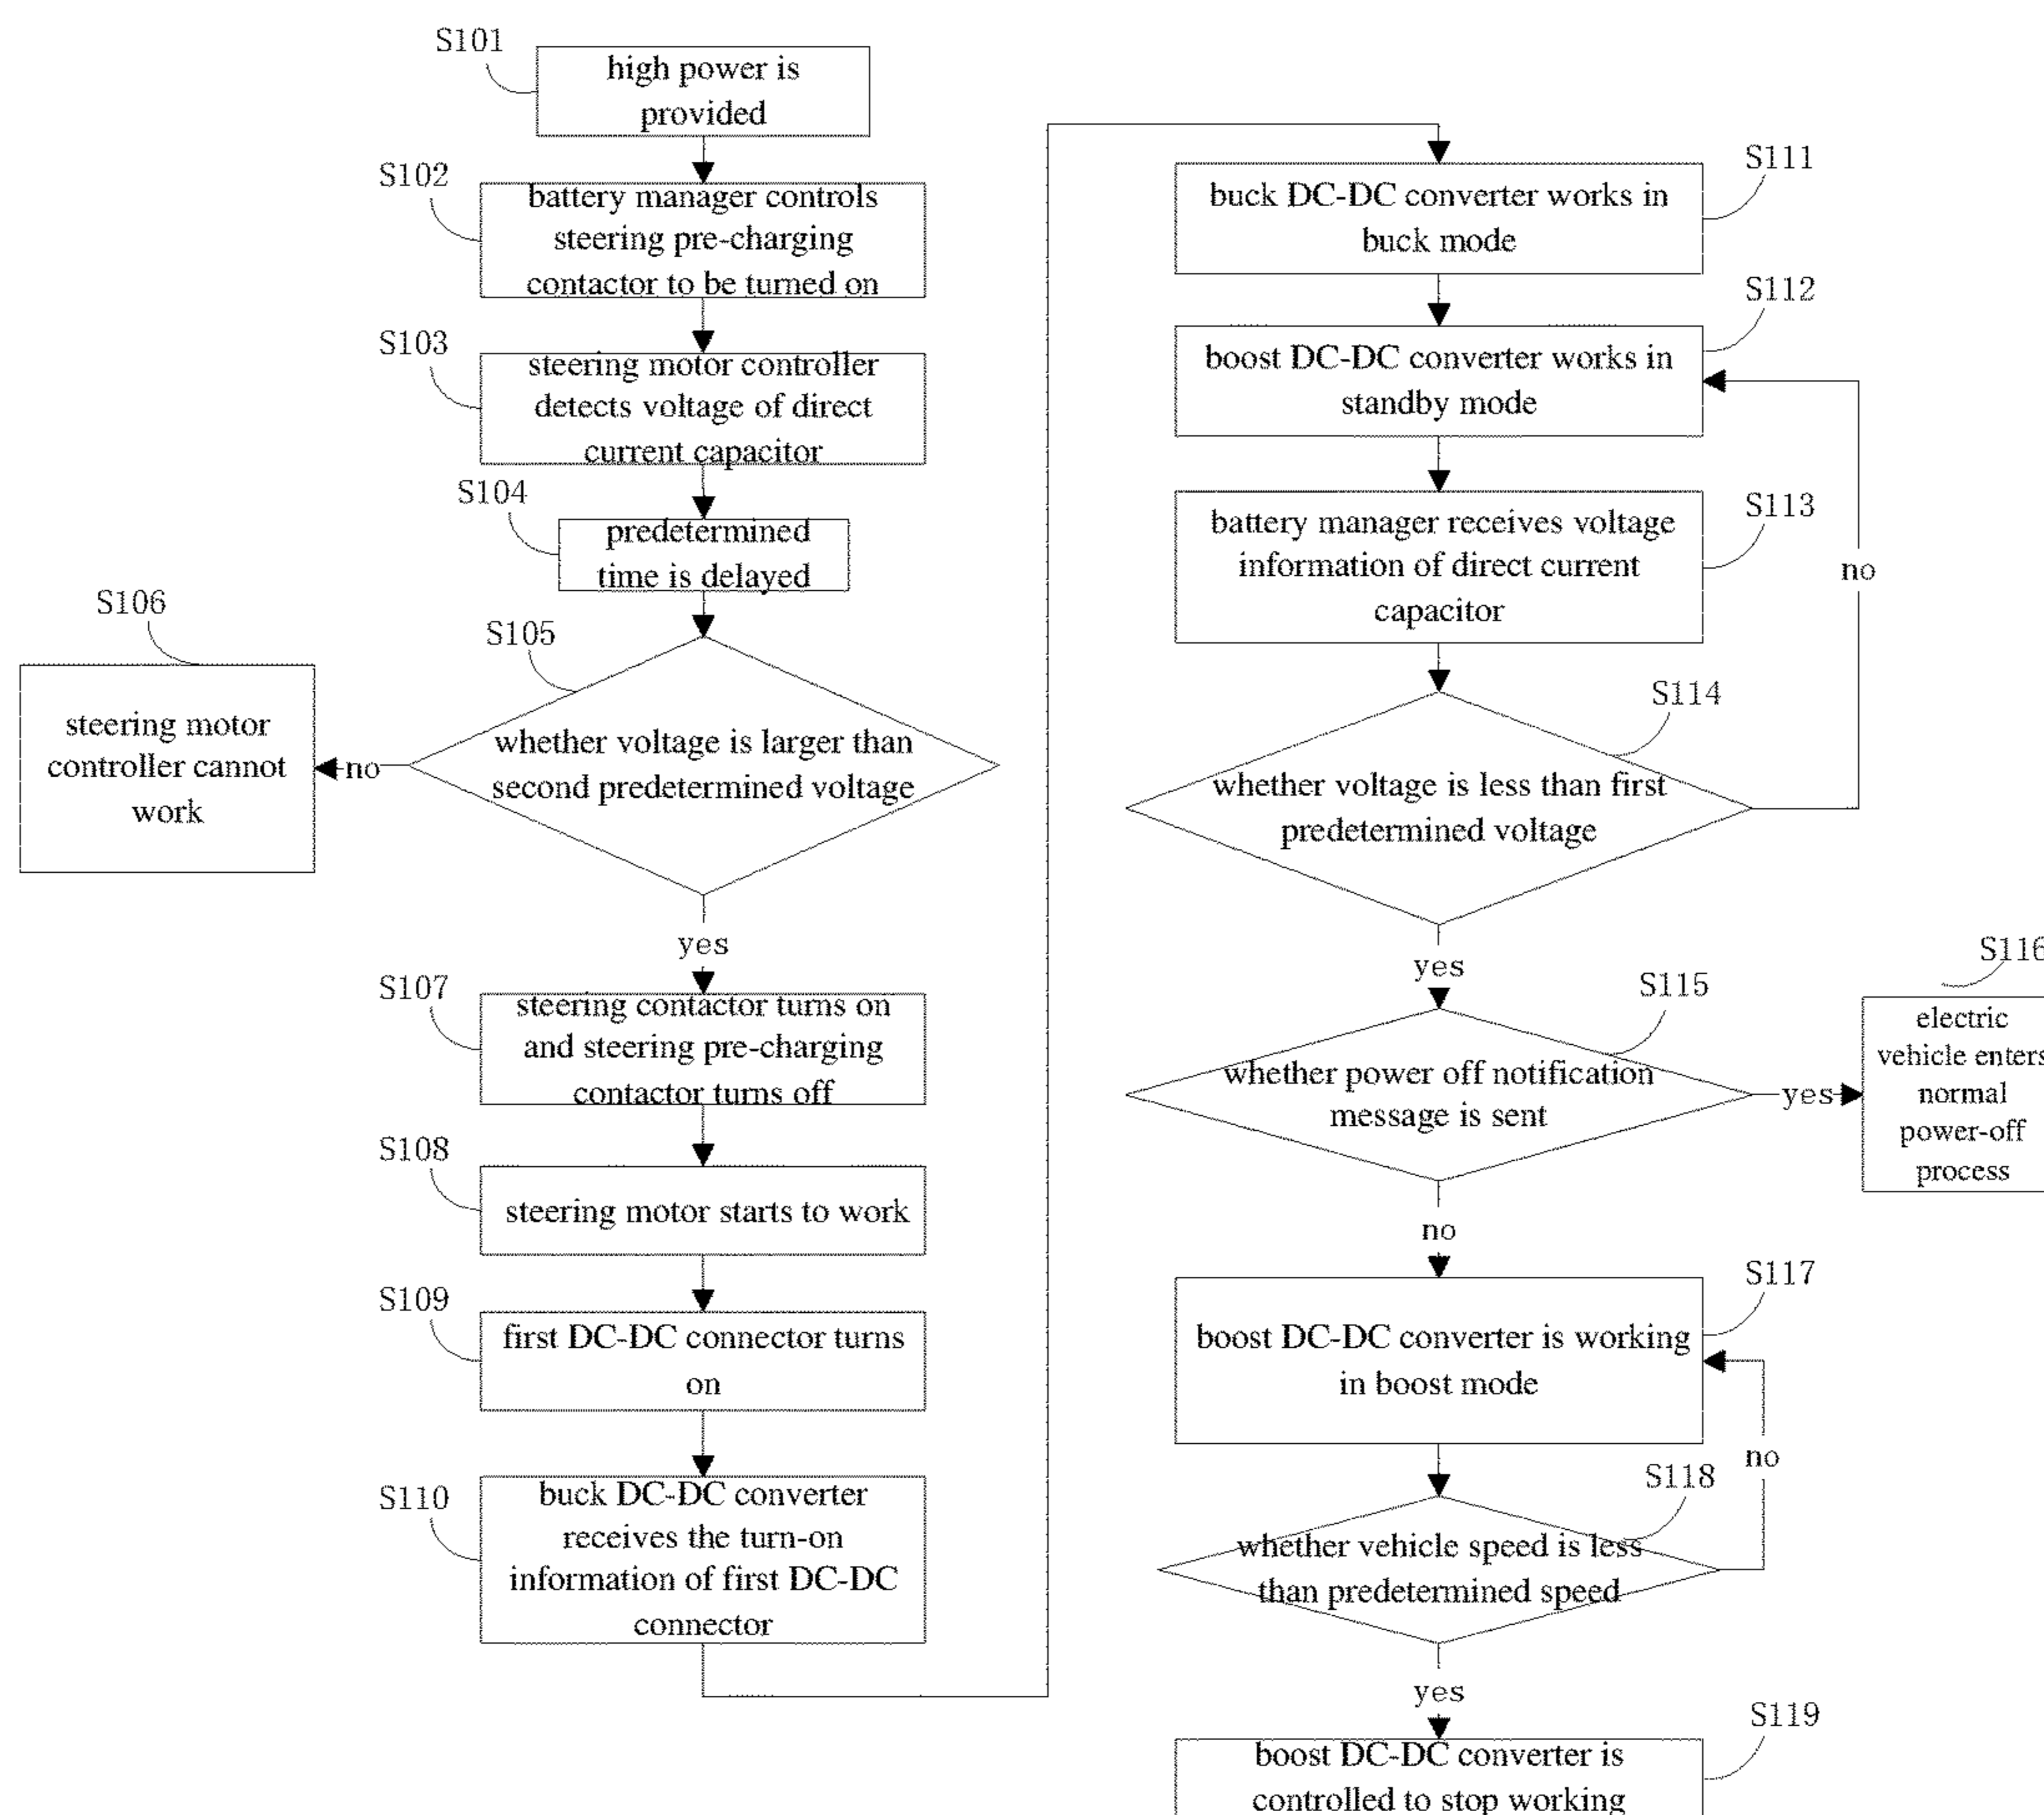 S101
high power is
provided
S102
battery manager controls
steering pre-charging
contactor to be turned on
S103
steering motor controller
detects voltage of direct
current capacitor
S104
predetermined
time is delayed
S105
whether voltage is larger than
second predetermined voltage
no
S106
steering motor
controller cannot
work
yes
S107
steering contactor turns on
and steering pre-charging
contactor turns off
S108
steering motor starts to work
S109
first DC-DC connector turns
on
S110
buck DC-DC converter
receives the turn-on
information of first DC-DC
connector
S111
buck DC-DC converter works in
buck mode
S112
boost DC-DC converter works in
standby mode
S113
battery manager receives voltage
information of direct current
capacitor
no
S114
whether voltage is less than first
predetermined voltage
yes
S115
whether power off notification
message is sent
yes
S116
electric
vehicle enters
normal
power-off
process
no
S117
boost DC-DC converter is working
in boost mode
no
S118
whether vehicle speed is less
than predetermined speed
yes
S119
boost DC-DC converter is
controlled to stop working